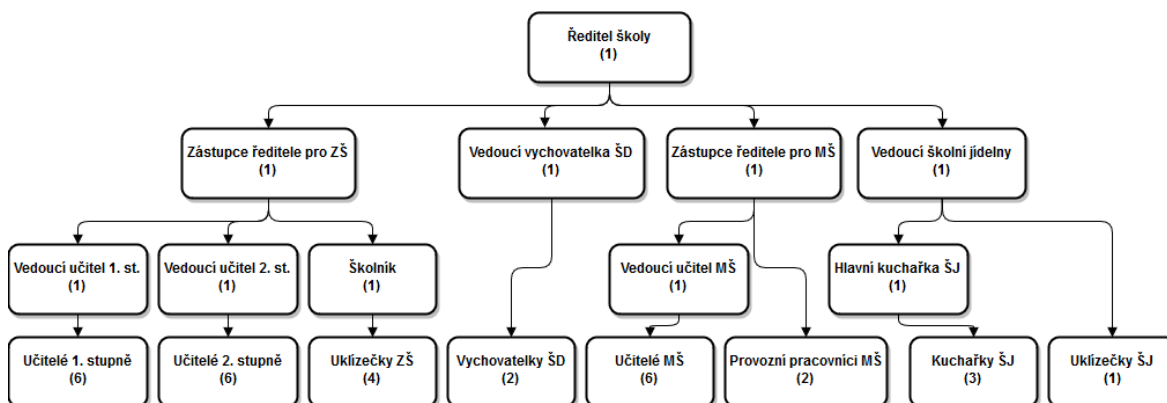 Ředitel školy
(1)
Zástupce ředitele pro ZŠ
(1)
Vedoucí vychovatelka ŠD
(1)
Zástupce ředitele pro MŠ
(1)
Vedoucí školní jídelny
(1)
Vedoucí učitel 1. st.
(1)
Vedoucí učitel 2. st.
(1)
Školník
(1)
Vedoucí učitel MŠ
(1)
Hlavní kuchařka ŠJ
(1)
Učitelé 1. stupně
(6)
Učitelé 2. stupně
(6)
Uklízečky ZŠ
(4)
Vychovatelky ŠD
(2)
Učitelé MŠ
(6)
Provozní pracovníci MŠ
(2)
Kuchařky ŠJ
(3)
Uklízečky ŠJ
(1)